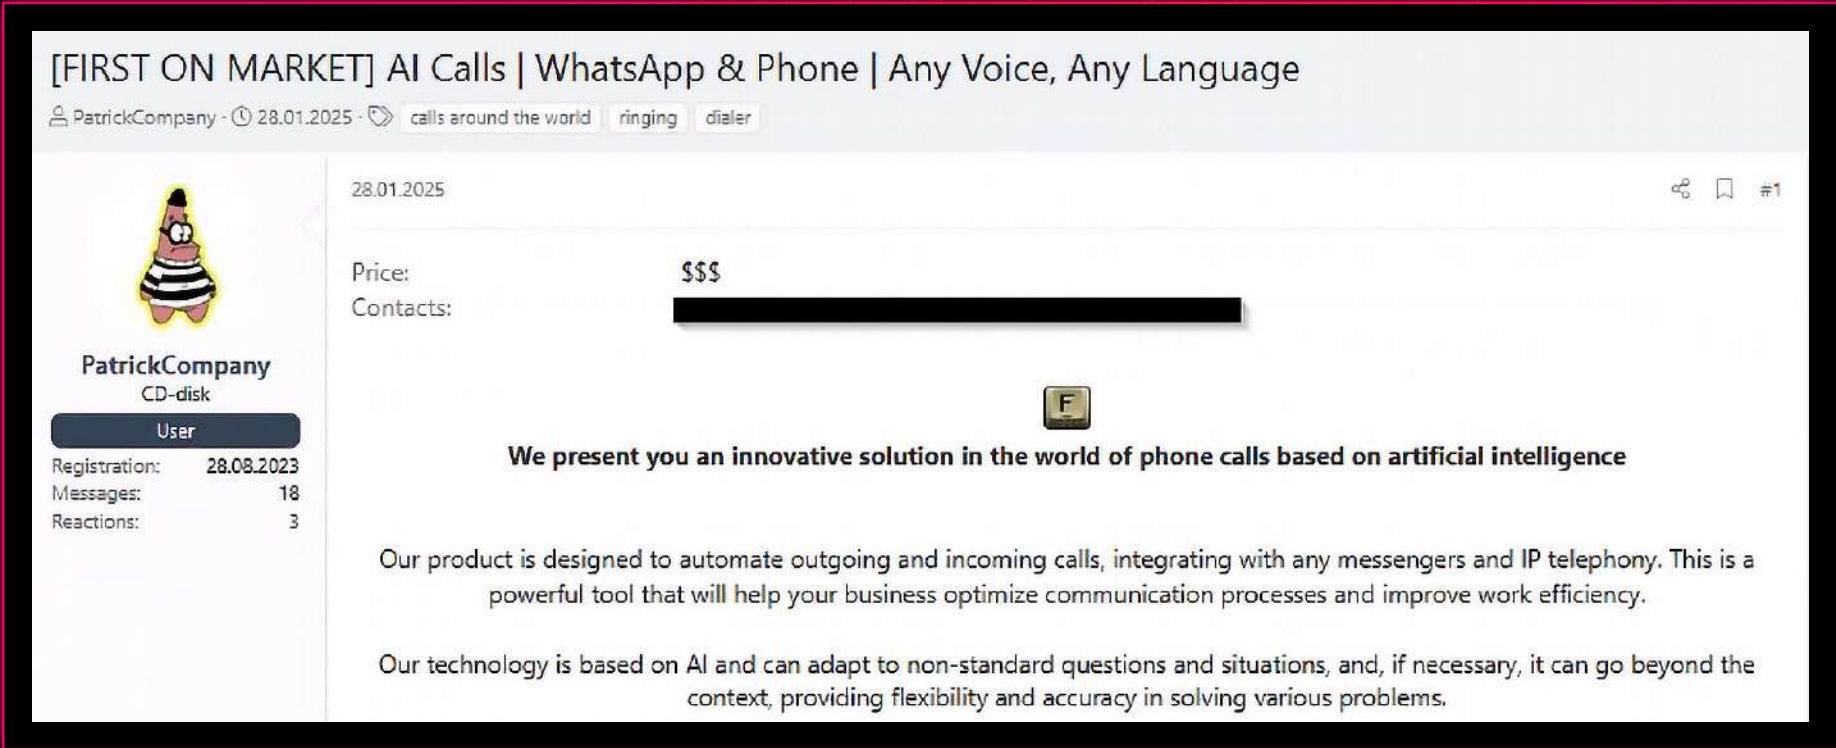 [FIRST ON MARKET] AI Calls | WhatsApp & Phone | Any Voice, Any Language
PatrickCompany · 28.01.2025 · calls around the world ringing dialer
28.01.2025 #1
Price: $$$
Contacts:
PatrickCompany
CD-disk
User
Registration: 28.08.2023
Messages: 18
Reactions: 3
F
We present you an innovative solution in the world of phone calls based on artificial intelligence
Our product is designed to automate outgoing and incoming calls, integrating with any messengers and IP telephony. This is a
powerful tool that will help your business optimize communication processes and improve work efficiency.
Our technology is based on AI and can adapt to non-standard questions and situations, and, if necessary, it can go beyond the
context, providing flexibility and accuracy in solving various problems.